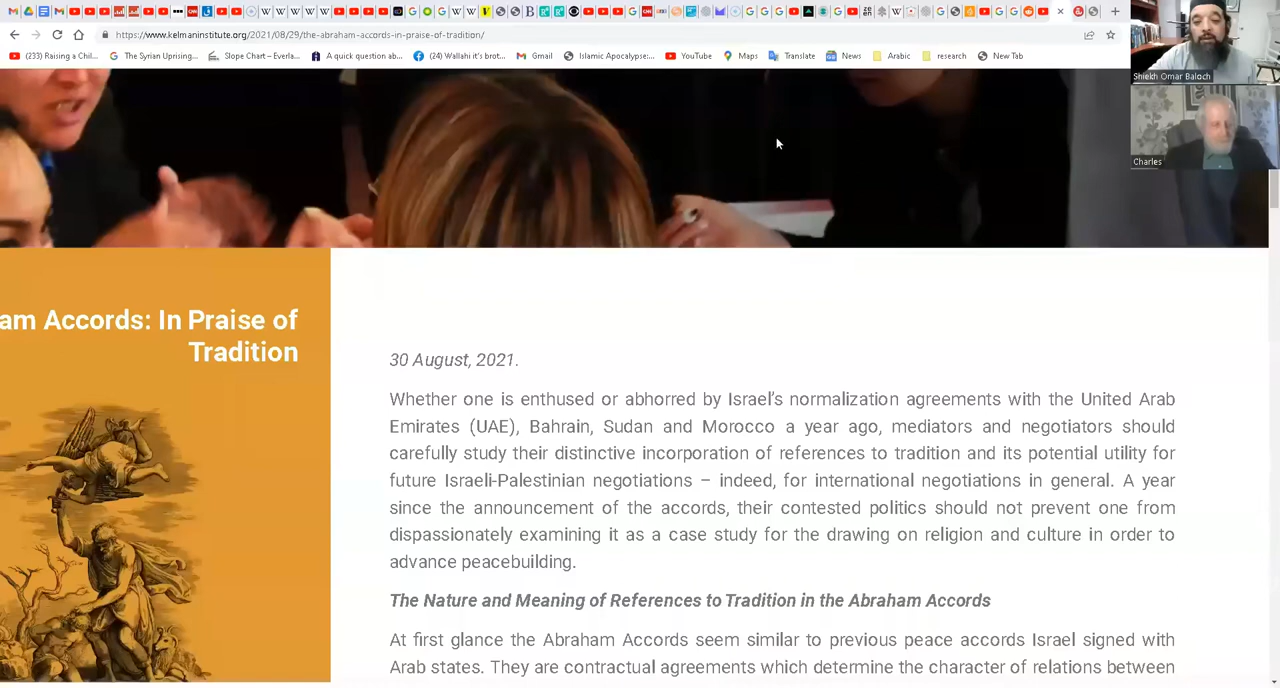 https://www.kelmaninstitute.org/2021/08/29/the-abraham-accords-in-praise-of-tradition/
(233) Raising a Chil... The Syrian Uprising:... Slope Chart – Everla... A quick question ab... (24) Wallahi it's brot... Gmail Islamic Apocalypse:... YouTube Maps Translate News Arabic research New Tab
Shiekh Omar Baloch
Charles
am Accords: In Praise of
Tradition
30 August, 2021.
Whether one is enthused or abhorred by Israel's normalization agreements with the United Arab
Emirates (UAE), Bahrain, Sudan and Morocco a year ago, mediators and negotiators should
carefully study their distinctive incorporation of references to tradition and its potential utility for
future Israeli-Palestinian negotiations – indeed, for international negotiations in general. A year
since the announcement of the accords, their contested politics should not prevent one from
dispassionately examining it as a case study for the drawing on religion and culture in order to
advance peacebuilding.
The Nature and Meaning of References to Tradition in the Abraham Accords
At first glance the Abraham Accords seem similar to previous peace accords Israel signed with
Arab states. They are contractual agreements which determine the character of relations between